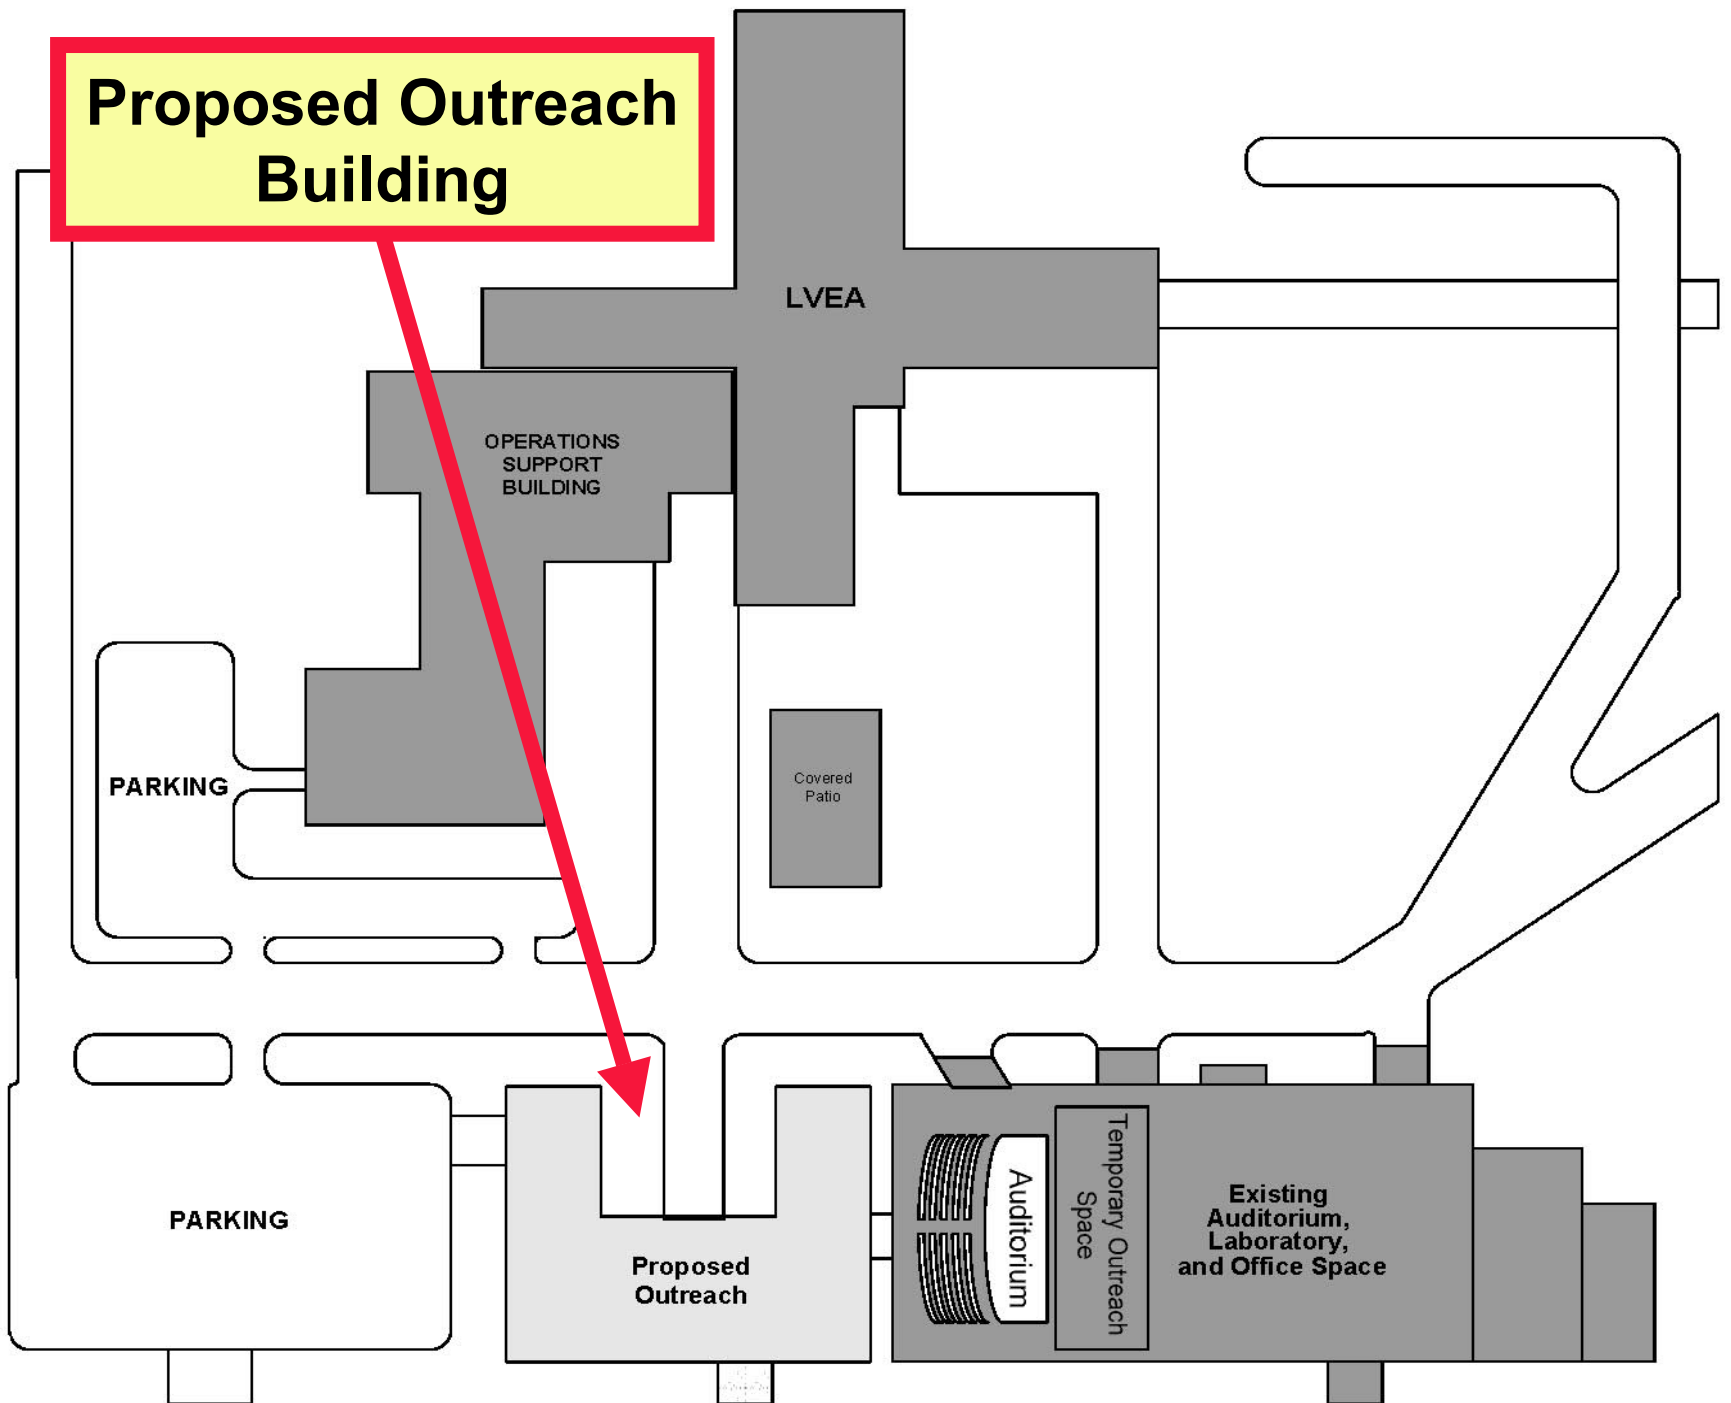 Proposed Outreach
Building
LVEA
OPERATIONS
SUPPORT
BUILDING
PARKING
Covered
Patio
PARKING
Proposed
Outreach
Auditorium
Temporary Outreach
Space
Existing
Auditorium,
Laboratory,
and Office Space